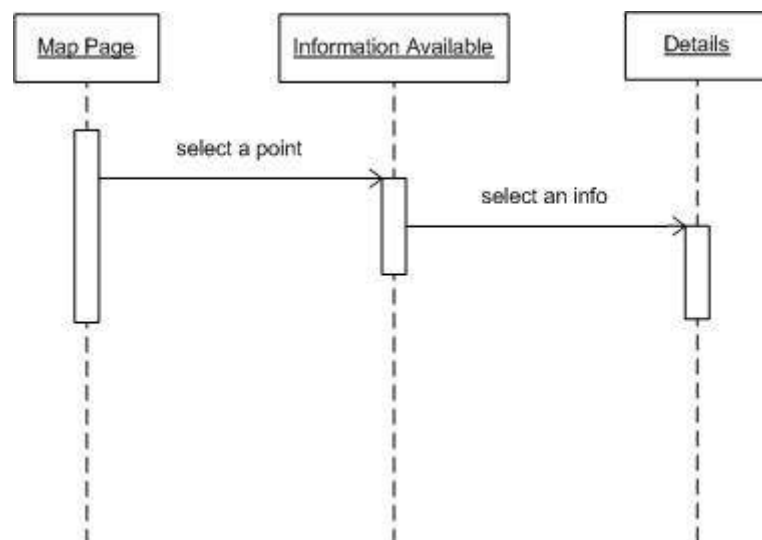 Map Page
Information Available
Details
select a point
select an info